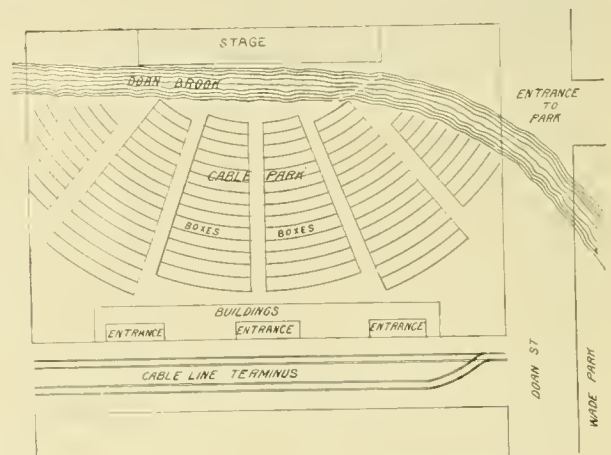 STAGE
DOAN BROOK
ENTRANCE
TO
PARK
CABLE PARK
BOXES
BOXES
BUILDINGS
ENTRANCE
ENTRANCE
ENTRANCE
CABLE LINE TERMINUS
DOAN ST
WADE PARK